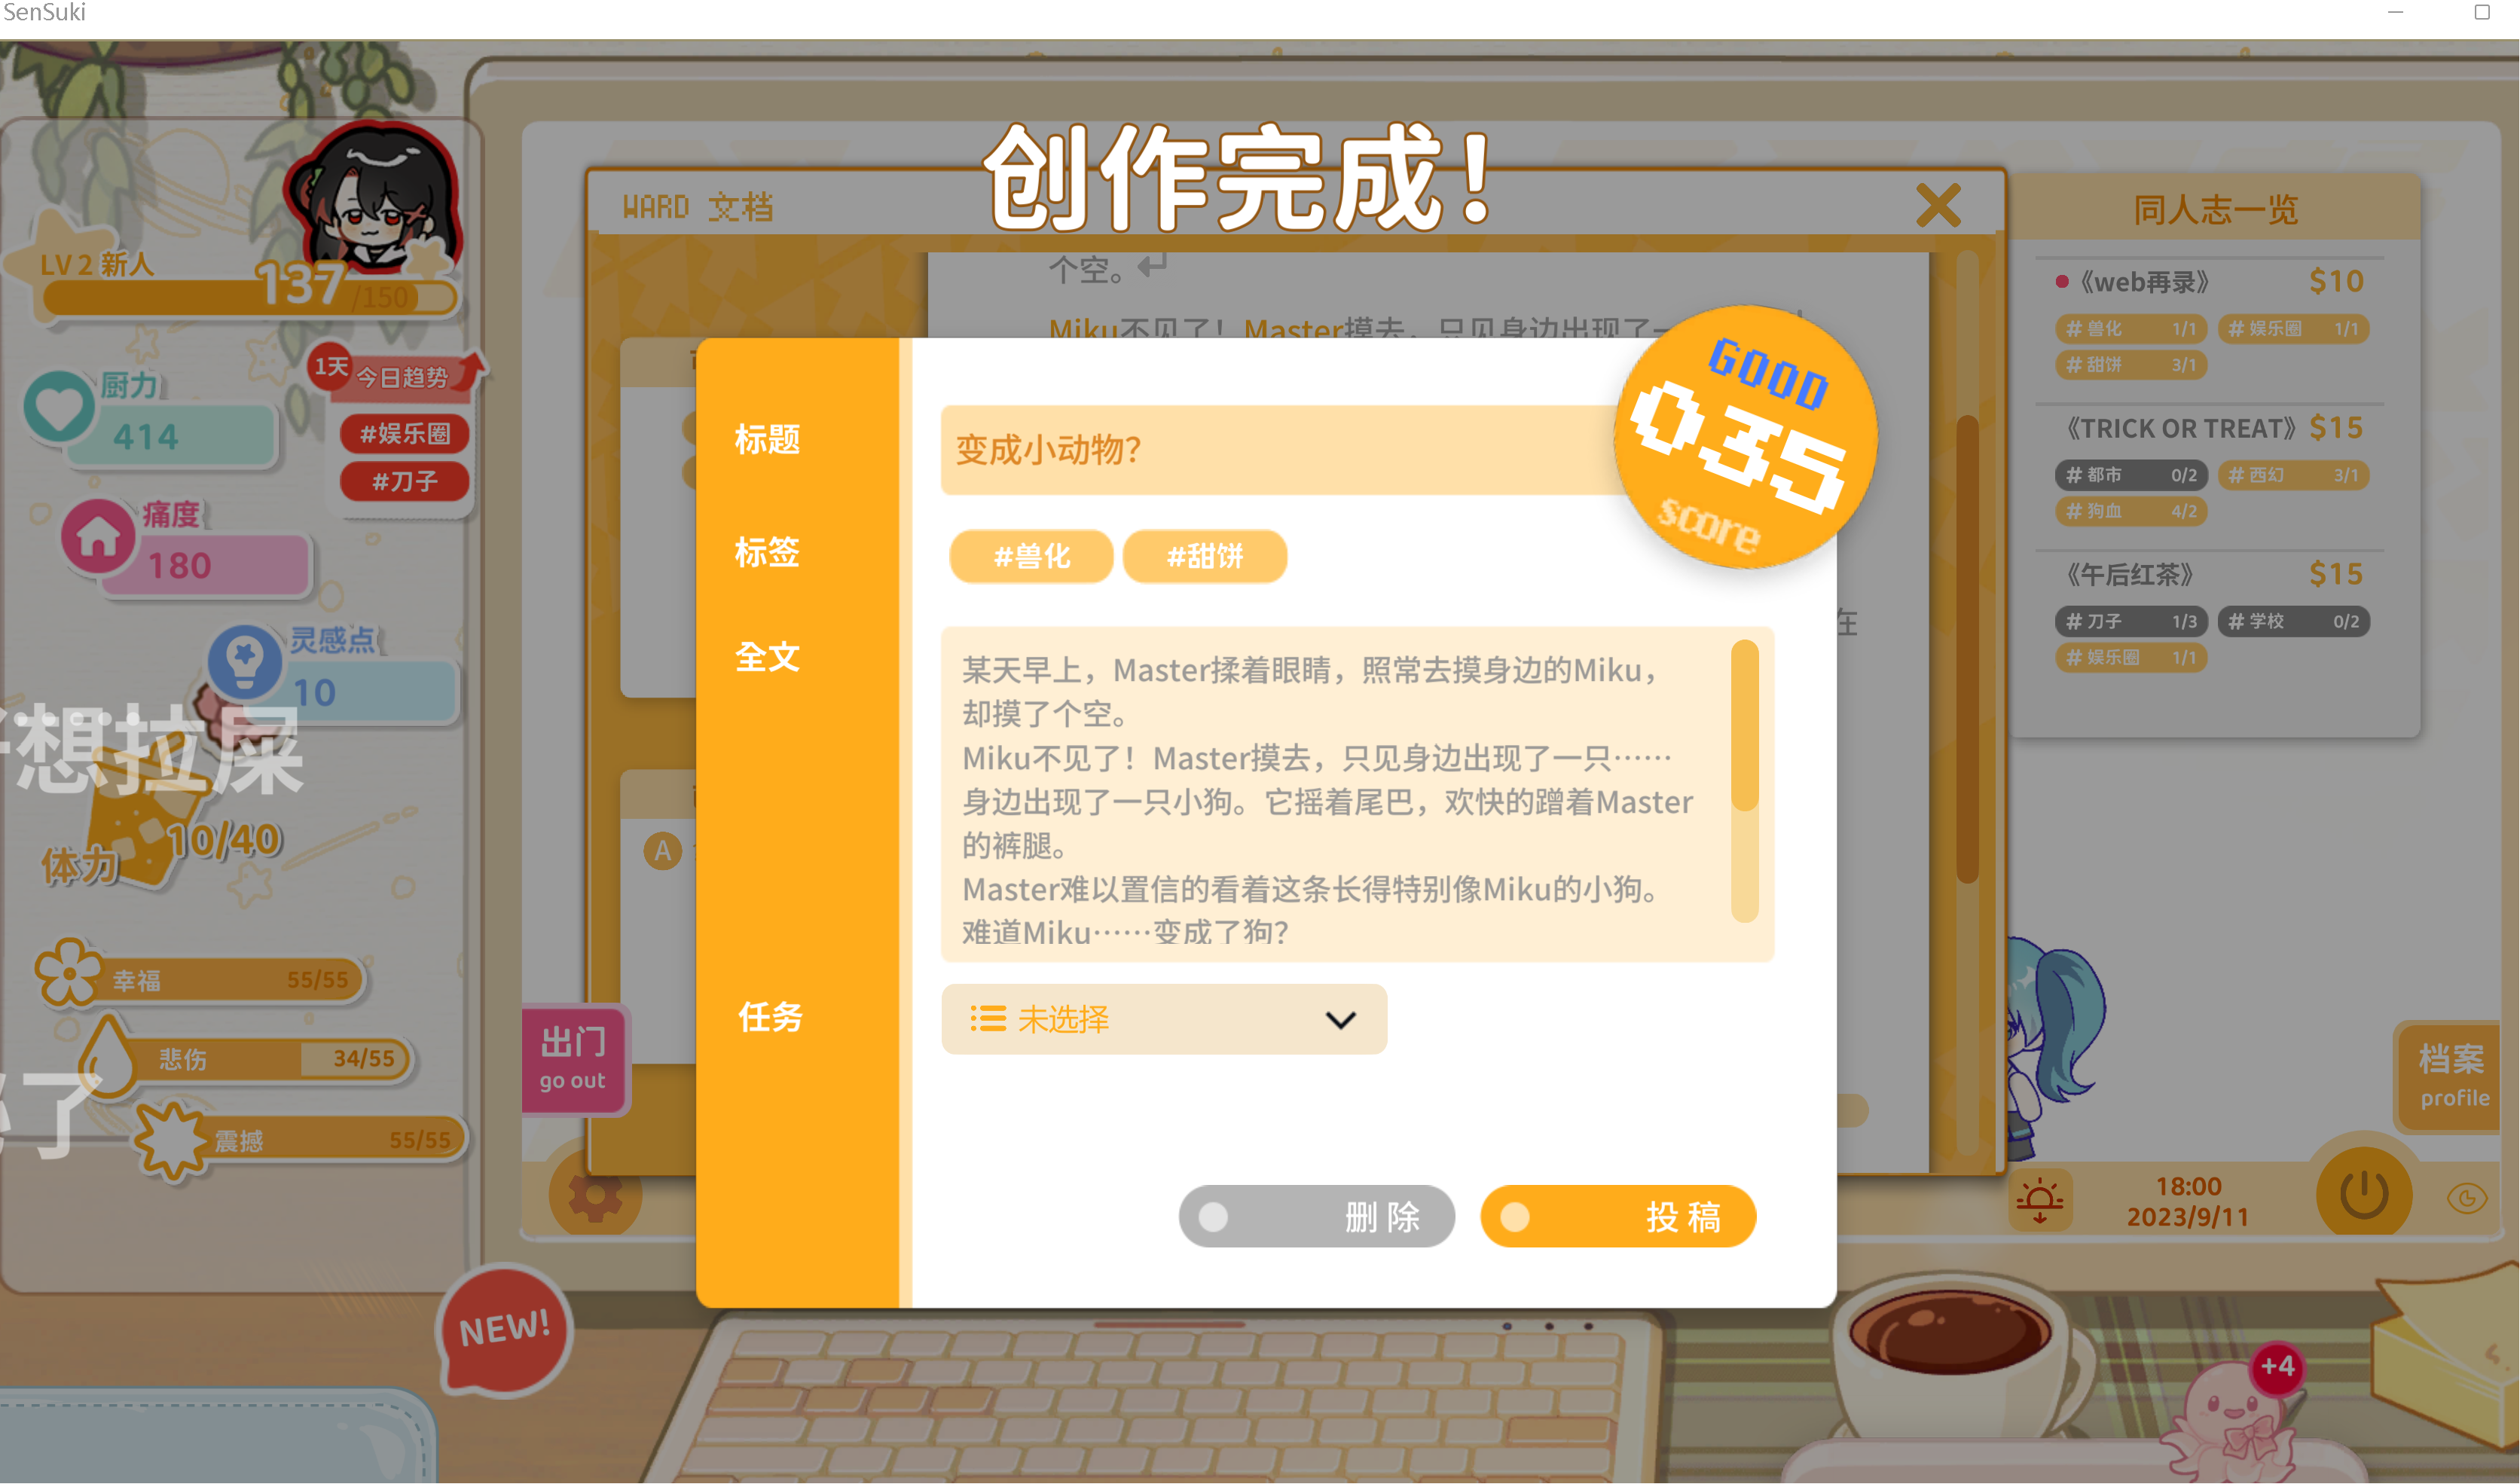 SenSuki
创作完成！
WARD 文档
个空。
Miku不见了！Master摸去，只见身边出现了一
LV 2 新人
137/150
厨力
414
1天 今日趋势
#娱乐圈
#刀子
痛度
180
灵感点
10
想拉屎
体力
10/40
幸福 55/55
悲伤 34/55
了
震撼 55/55
出门
go out
NEW!
A
标题
变成小动物？
GOOD
035
score
标签
#兽化 #甜饼
全文
某天早上，Master揉着眼睛，照常去摸身边的Miku，
却摸了个空。
Miku不见了！Master摸去，只见身边出现了一只……
身边出现了一只小狗。它摇着尾巴，欢快的蹭着Master
的裤腿。
Master难以置信的看着这条长得特别像Miku的小狗。
难道Miku……变成了狗？
任务
未选择
删除
投稿
在
同人志一览
《web再录》 $10
# 兽化 1/1 # 娱乐圈 1/1
# 甜饼 3/1
《TRICK OR TREAT》 $15
# 都市 0/2 # 西幻 3/1
# 狗血 4/2
《午后红茶》 $15
# 刀子 1/3 # 学校 0/2
# 娱乐圈 1/1
档案
profile
18:00
2023/9/11
+4